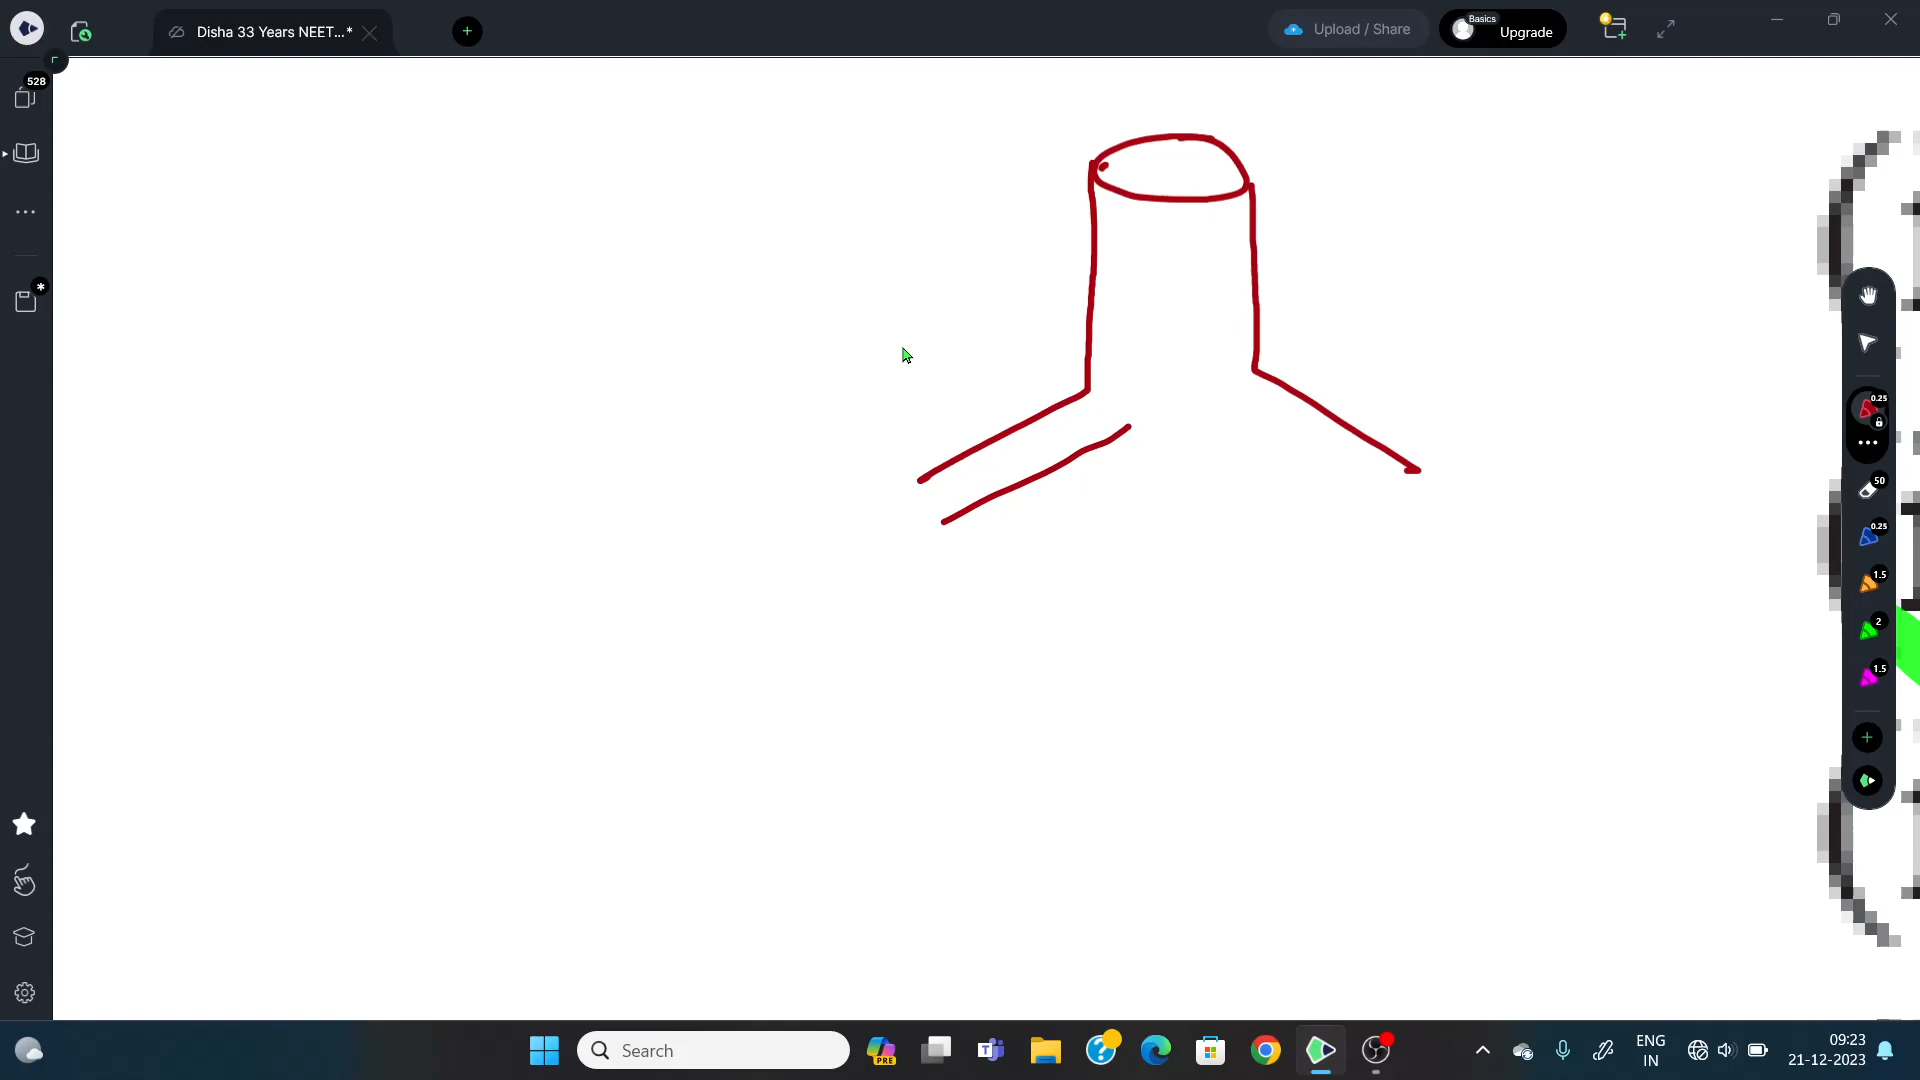 Disha 33 Years NEET...*
Upload / Share
Basics
Upgrade
528
0.25
50
0.25
1.5
2
1.5
Search
PRE
ENG
IN
09:23
21-12-2023